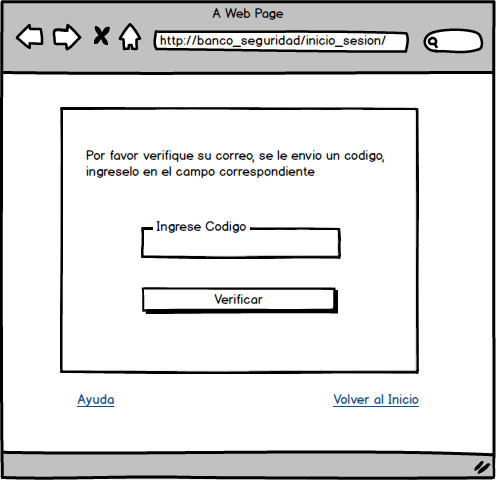 A Web Page
http://banco_seguridad/inicio_sesion/
Por favor verifique su correo, se le envio un codigo,
ingreselo en el campo correspondiente
Ingrese Codigo
Verificar
Ayuda
Volver al Inicio